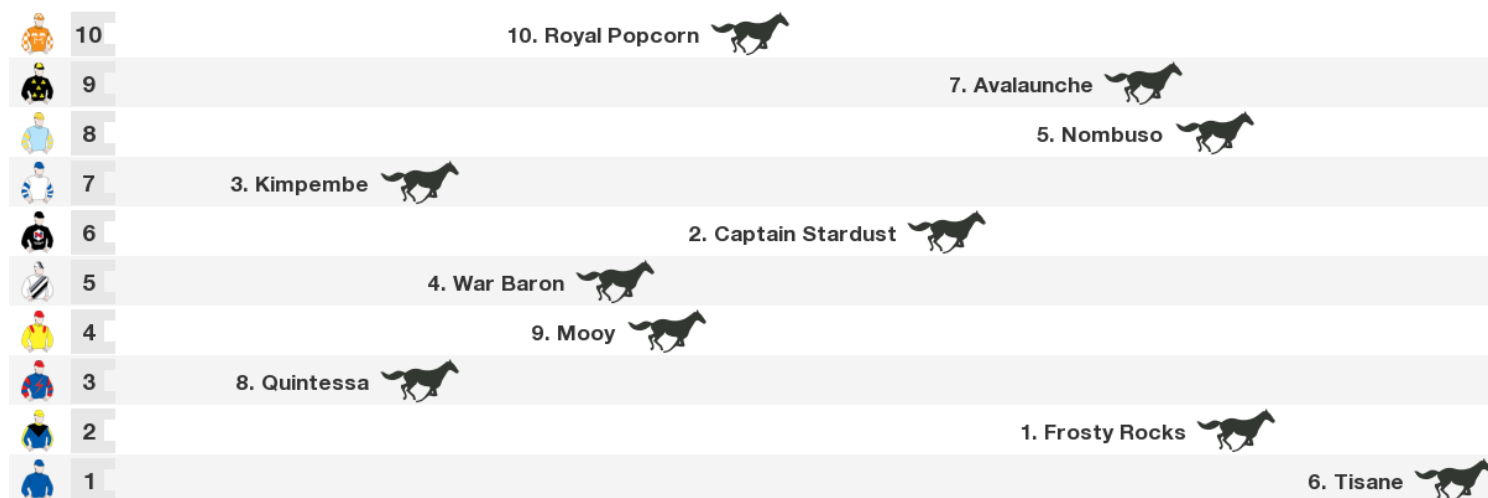 10 10. Royal Popcorn
9 7. Avalaunche
8 5. Nombuso
7 3. Kimpembe
6 2. Captain Stardust
5 4. War Baron
4 9. Mooy
3 8. Quintessa
2 1. Frosty Rocks
1 6. Tisane